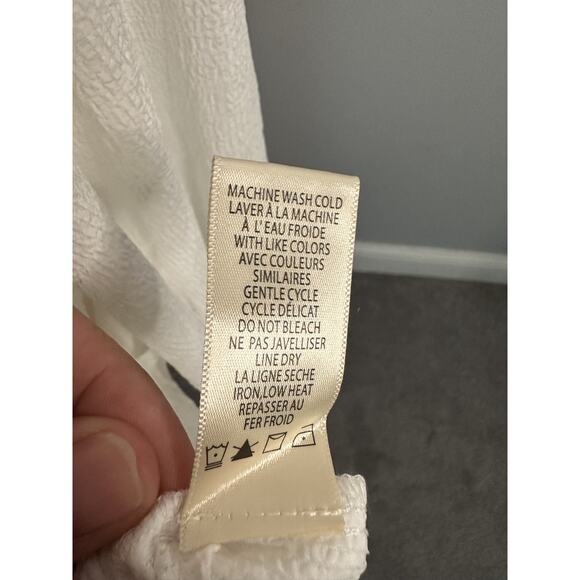 MACHINE WASH COLD
LAVER À LA MACHINE
À L'EAU FROIDE
WITH LIKE COLORS
AVEC COULEURS
SIMILAIRES
GENTLE CYCLE
CYCLE DÉLICAT
DO NOT BLEACH
NE PAS JAVELLISER
LINE DRY
LA LIGNE SECHE
IRON,LOW HEAT
REPASSER AU
FER FROID